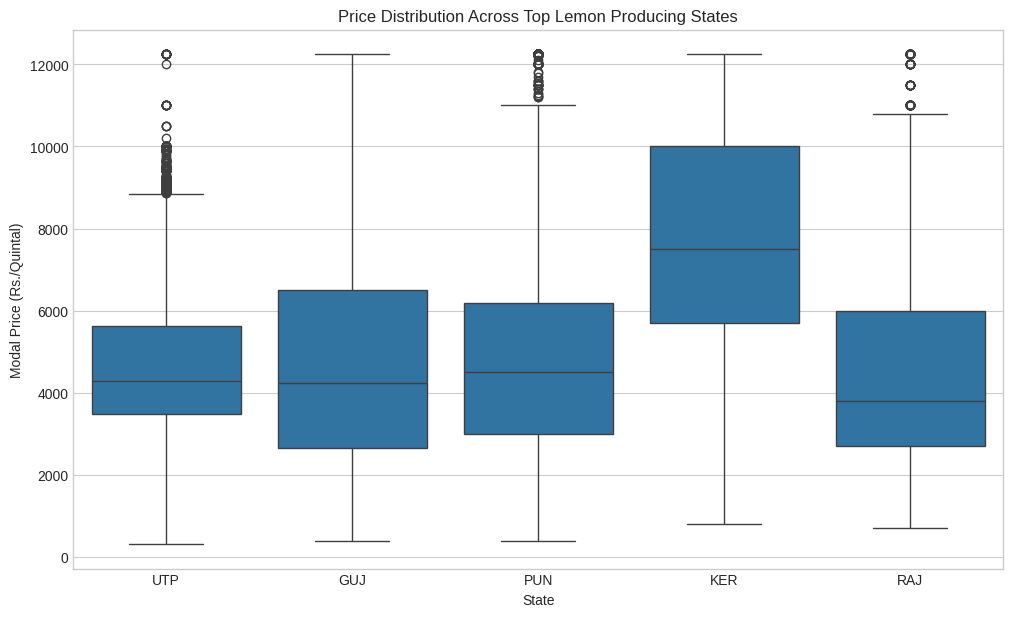 Price Distribution Across Top Lemon Producing States
Modal Price (Rs./Quintal)
12000
10000
8000
6000
4000
2000
0
UTP GUJ PUN KER RAJ
State